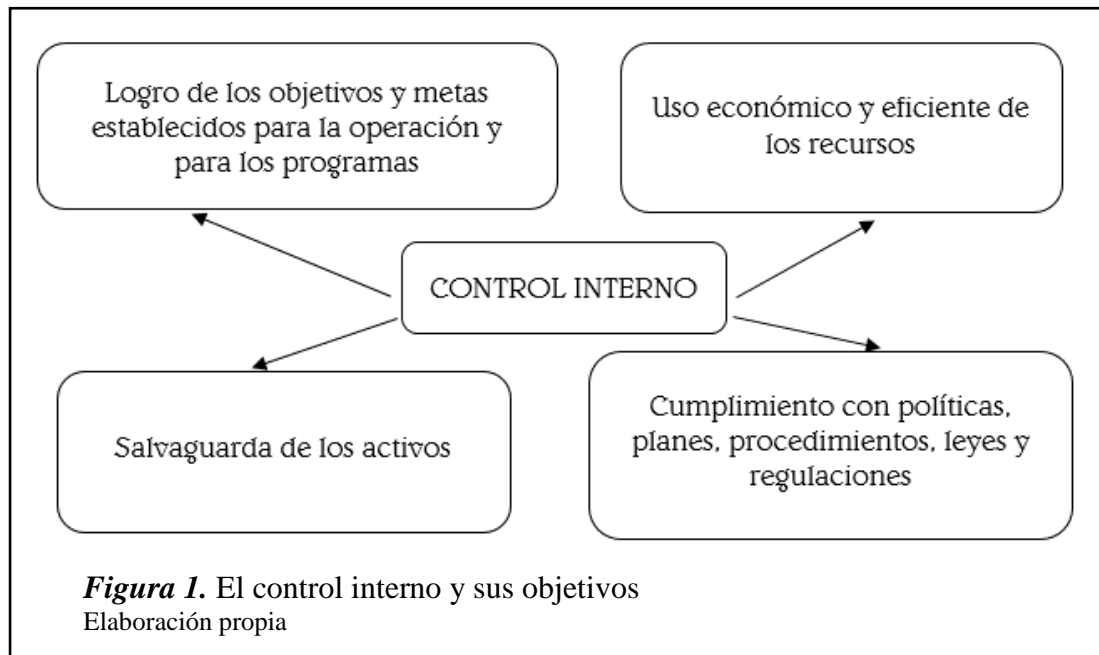 Logro de los objetivos y metas
establecidos para la operación y
para los programas
Uso económico y eficiente de
los recursos
CONTROL INTERNO
Salvaguarda de los activos
Cumplimiento con políticas,
planes, procedimientos, leyes y
regulaciones
Figura 1. El control interno y sus objetivos
Elaboración propia